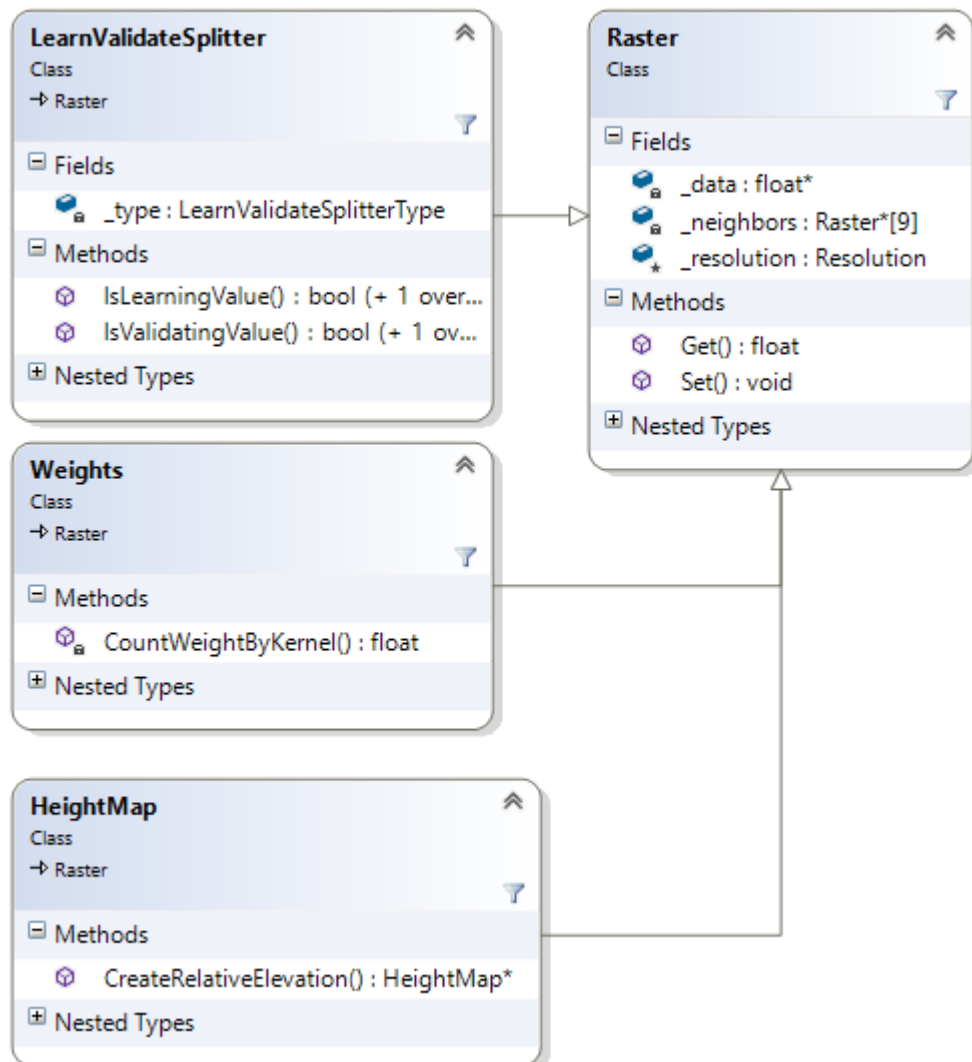 LearnValidateSplitter
Class
Raster
Fields
_type : LearnValidateSplitterType
Methods
IsLearningValue() : bool (+ 1 over...
IsValidatingValue() : bool (+ 1 ov...
Nested Types
Raster
Class
Fields
_data : float*
_neighbors : Raster*[9]
_resolution : Resolution
Methods
Get() : float
Set() : void
Nested Types
Weights
Class
Raster
Methods
CountWeightByKernel() : float
Nested Types
HeightMap
Class
Raster
Methods
CreateRelativeElevation() : HeightMap*
Nested Types